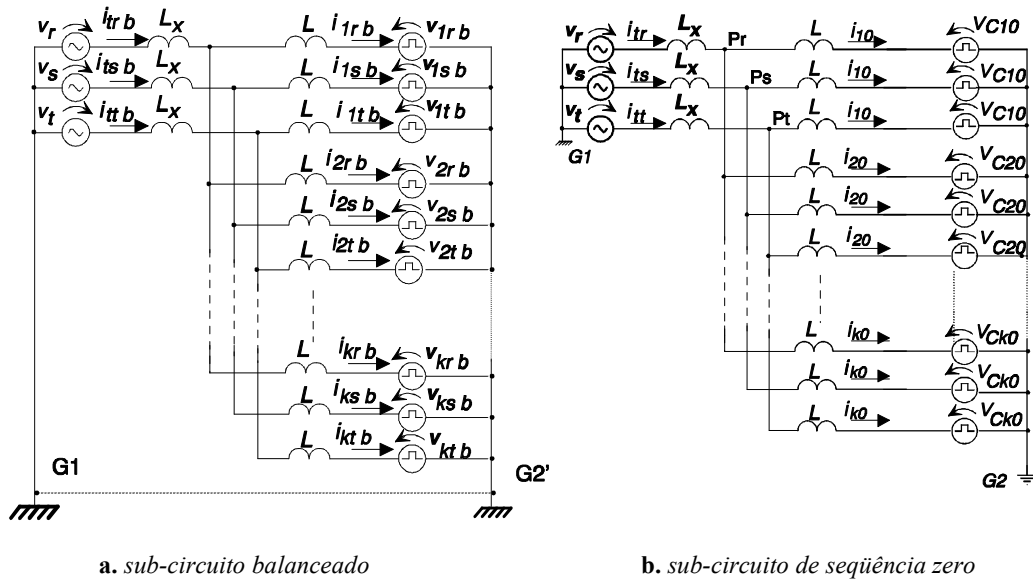 v_r i_tr b L_x L i_1r b v_1r b
v_s i_ts b L_x L i_1s b v_1s b
v_t i_tt b L_x L i_1t b v_1t b
L i_2r b v_2r b
L i_2s b v_2s b
L i_2t b v_2t b
L i_kr b v_kr b
L i_ks b v_ks b
L i_kt b v_kt b
G1 G2'
a. sub-circuito balanceado
v_r i_tr L_x Pr L i_10 V_C10
v_s i_ts L_x Ps L i_10 V_C10
v_t i_tt L_x Pt L i_10 V_C10
G1
L i_20 V_C20
L i_20 V_C20
L i_20 V_C20
L i_k0 V_Ck0
L i_k0 V_Ck0
L i_k0 V_Ck0
G2
b. sub-circuito de seqüência zero